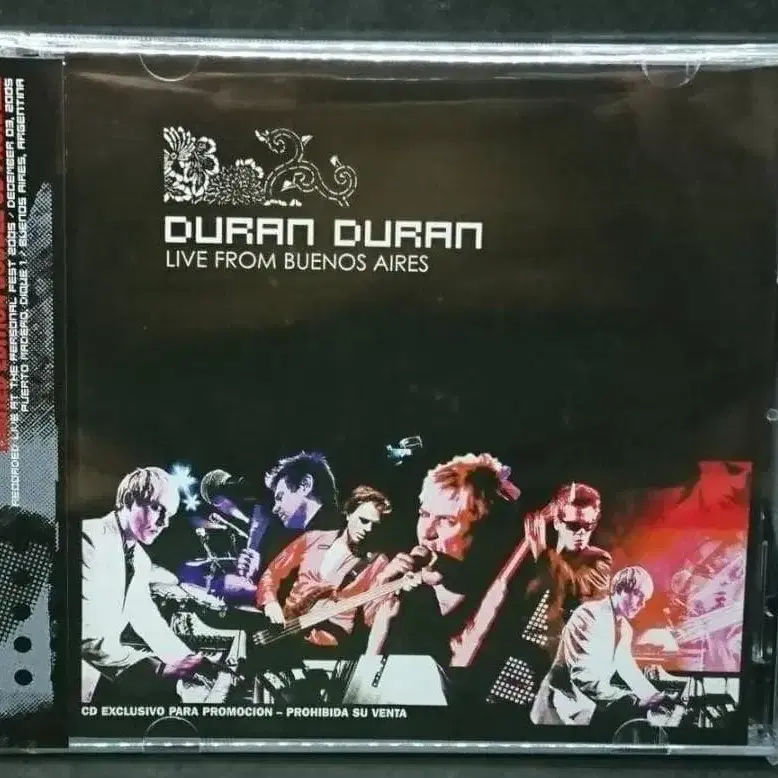 DURAN DURAN
LIVE FROM BUENOS AIRES
CD EXCLUSIVO PARA PROMOCION – PROHIBIDA SU VENTA
RECORDED LIVE AT THE PERSONAL FEST 2005 / DECEMBER 03, 2005
PUERTO MADERO, DIQUE 1 / BUENOS AIRES, ARGENTINA